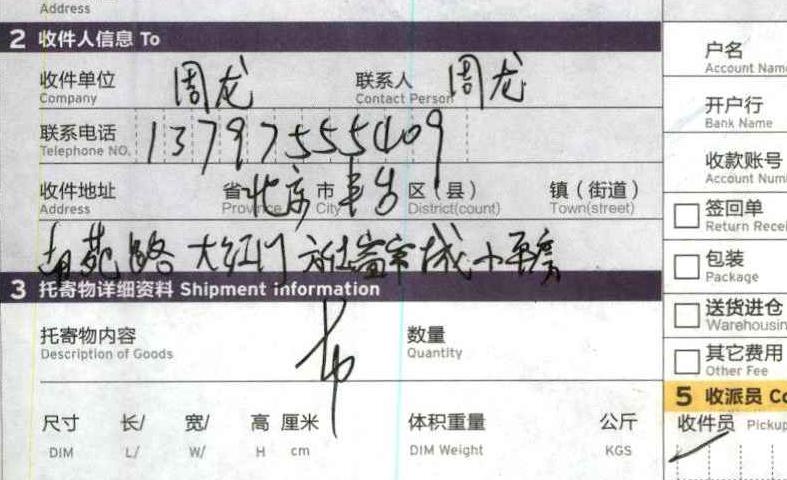 Address
2 收件人信息 To
收件单位 周龙 联系人 周龙
Company Contact Person
户名
Account Name
联系电话 13797555409
Telephone NO.
开户行
Bank Name
收件地址 省 北京 市 丰台 区(县) 镇(街道)
Address Province City District(count) Town(street)
收款账号
Account Num
签回单
Return Recei
南苑路 大红门 城 小平房
包装
Package
3 托寄物详细资料 Shipment information
托寄物内容 布 数量
Description of Goods Quantity
送货进仓
Warehousin
其它费用
Other Fee
5 收派员 Co
尺寸 长/ 宽/ 高 厘米 体积重量 公斤
DIM L/ W/ H cm DIM Weight KGS
收件员 Pickup